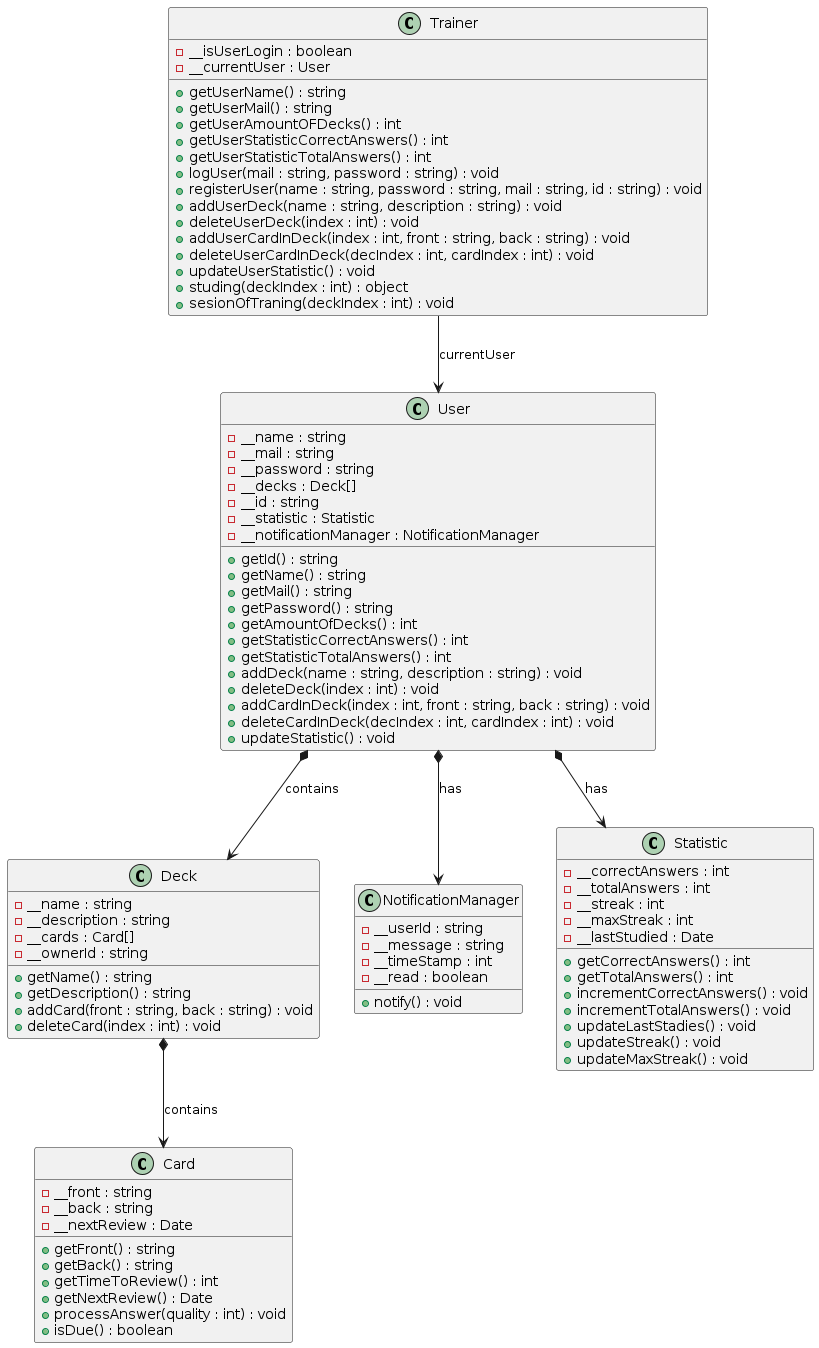 C Trainer
__isUserLogin : boolean
__currentUser : User
getUserName() : string
getUserMail() : string
getUserAmountOFDecks() : int
getUserStatisticCorrectAnswers() : int
getUserStatisticTotalAnswers() : int
logUser(mail : string, password : string) : void
registerUser(name : string, password : string, mail : string, id : string) : void
addUserDeck(name : string, description : string) : void
deleteUserDeck(index : int) : void
addUserCardInDeck(index : int, front : string, back : string) : void
deleteUserCardInDeck(decIndex : int, cardIndex : int) : void
updateUserStatistic() : void
studing(deckIndex : int) : object
sesionOfTraning(deckIndex : int) : void
currentUser
C User
__name : string
__mail : string
__password : string
__decks : Deck[]
__id : string
__statistic : Statistic
__notificationManager : NotificationManager
getId() : string
getName() : string
getMail() : string
getPassword() : string
getAmountOfDecks() : int
getStatisticCorrectAnswers() : int
getStatisticTotalAnswers() : int
addDeck(name : string, description : string) : void
deleteDeck(index : int) : void
addCardInDeck(index : int, front : string, back : string) : void
deleteCardInDeck(decIndex : int, cardIndex : int) : void
updateStatistic() : void
contains
has
has
C Deck
__name : string
__description : string
__cards : Card[]
__ownerId : string
getName() : string
getDescription() : string
addCard(front : string, back : string) : void
deleteCard(index : int) : void
C NotificationManager
__userId : string
__message : string
__timeStamp : int
__read : boolean
notify() : void
C Statistic
__correctAnswers : int
__totalAnswers : int
__streak : int
__maxStreak : int
__lastStudied : Date
getCorrectAnswers() : int
getTotalAnswers() : int
incrementCorrectAnswers() : void
incrementTotalAnswers() : void
updateLastStadies() : void
updateStreak() : void
updateMaxStreak() : void
contains
C Card
__front : string
__back : string
__nextReview : Date
getFront() : string
getBack() : string
getTimeToReview() : int
getNextReview() : Date
processAnswer(quality : int) : void
isDue() : boolean